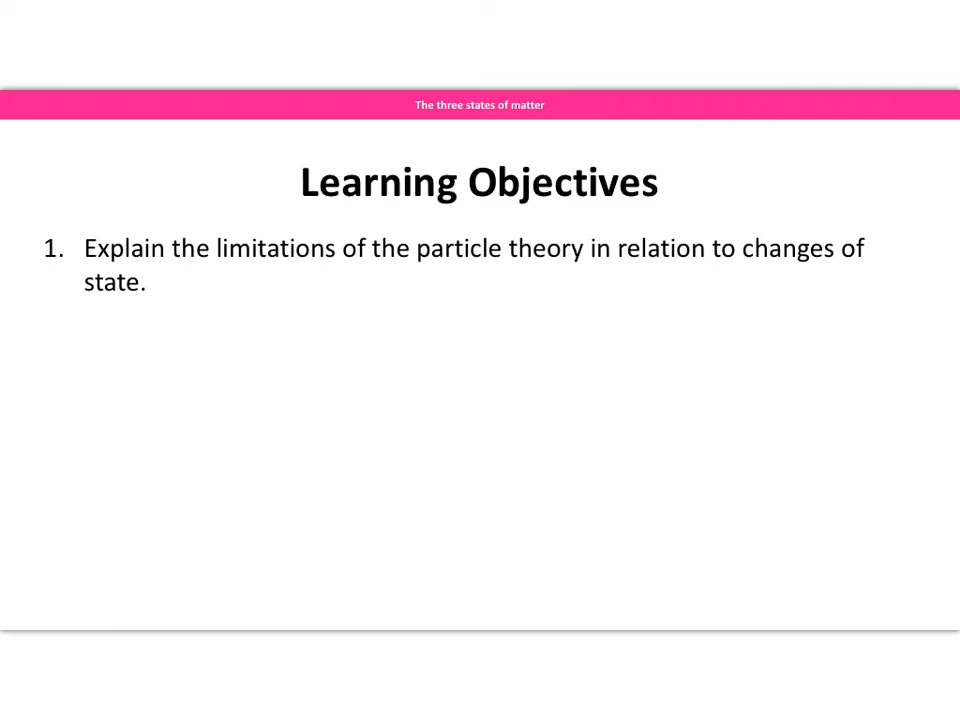 The three states of matter
Learning Objectives
1. Explain the limitations of the particle theory in relation to changes of
state.